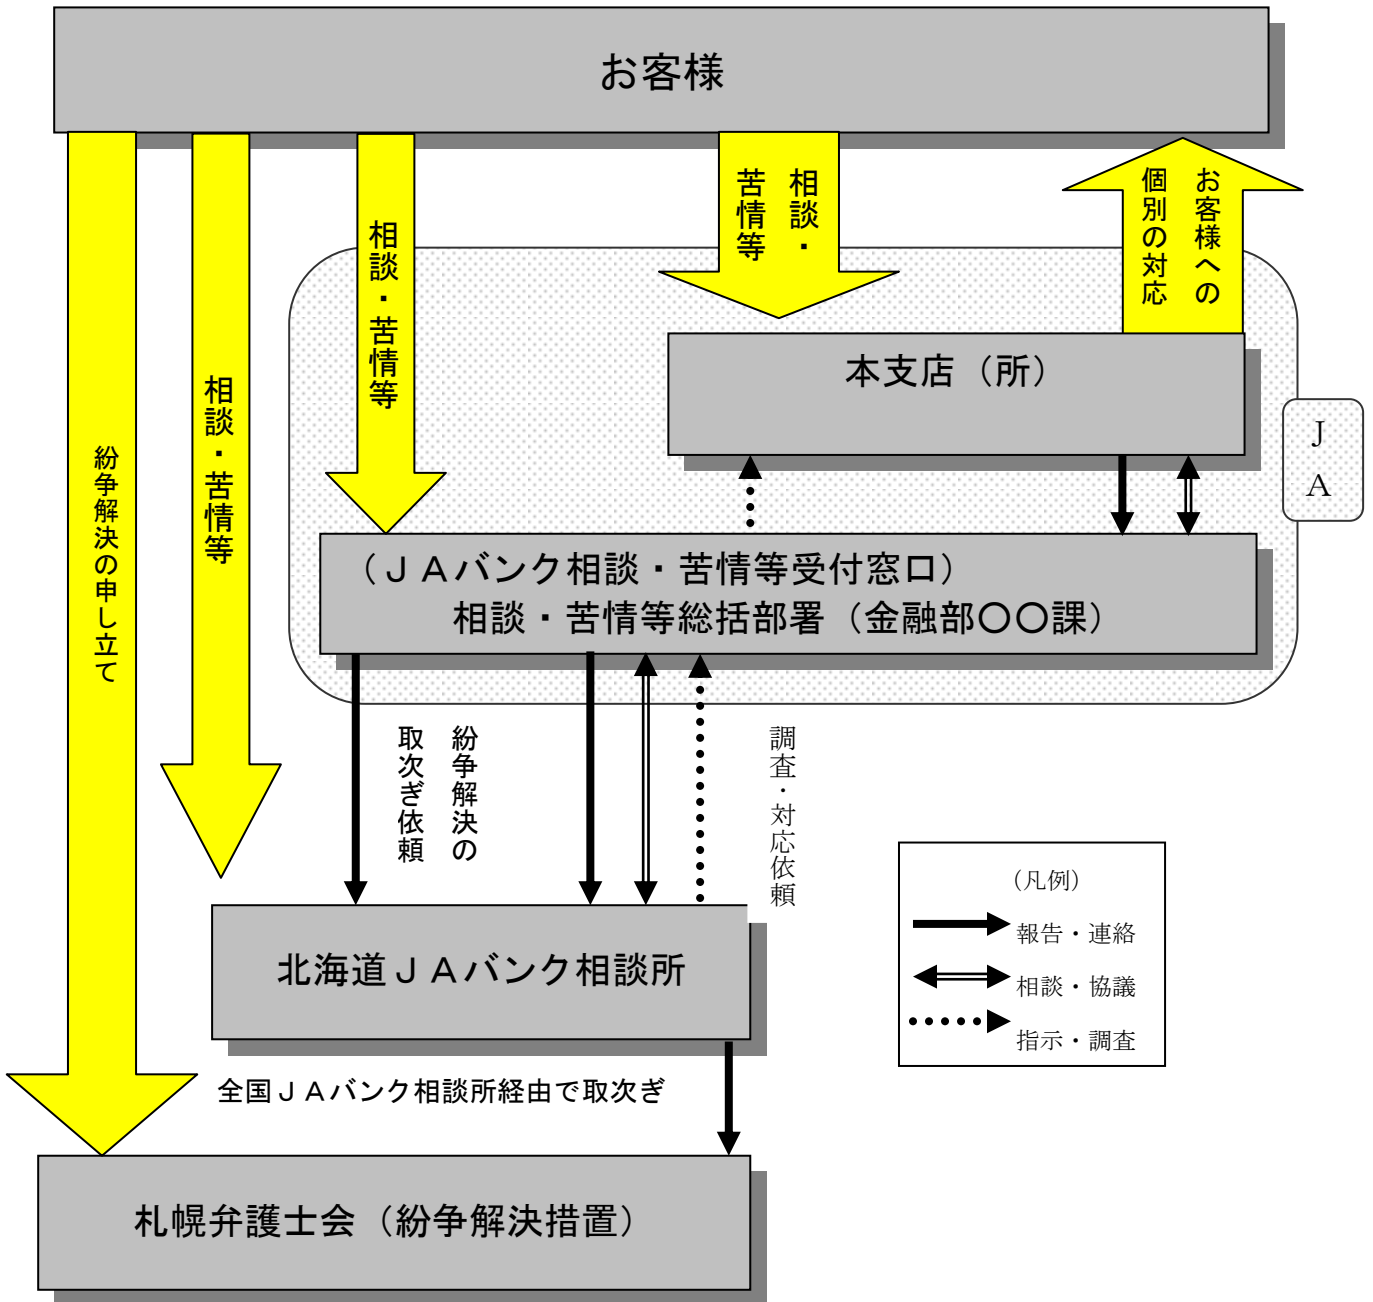 お客様
相談・
苦情等
お客様への
個別の対応
相談・苦情等
相談・苦情等
紛争解決の申し立て
本支店（所）
ＪＡ
（ＪＡバンク相談・苦情等受付窓口）
相談・苦情等総括部署（金融部〇〇課）
紛争解決の
取次ぎ依頼
調査・対応依頼
（凡例）
報告・連絡
相談・協議
指示・調査
北海道ＪＡバンク相談所
全国ＪＡバンク相談所経由で取次ぎ
札幌弁護士会（紛争解決措置）